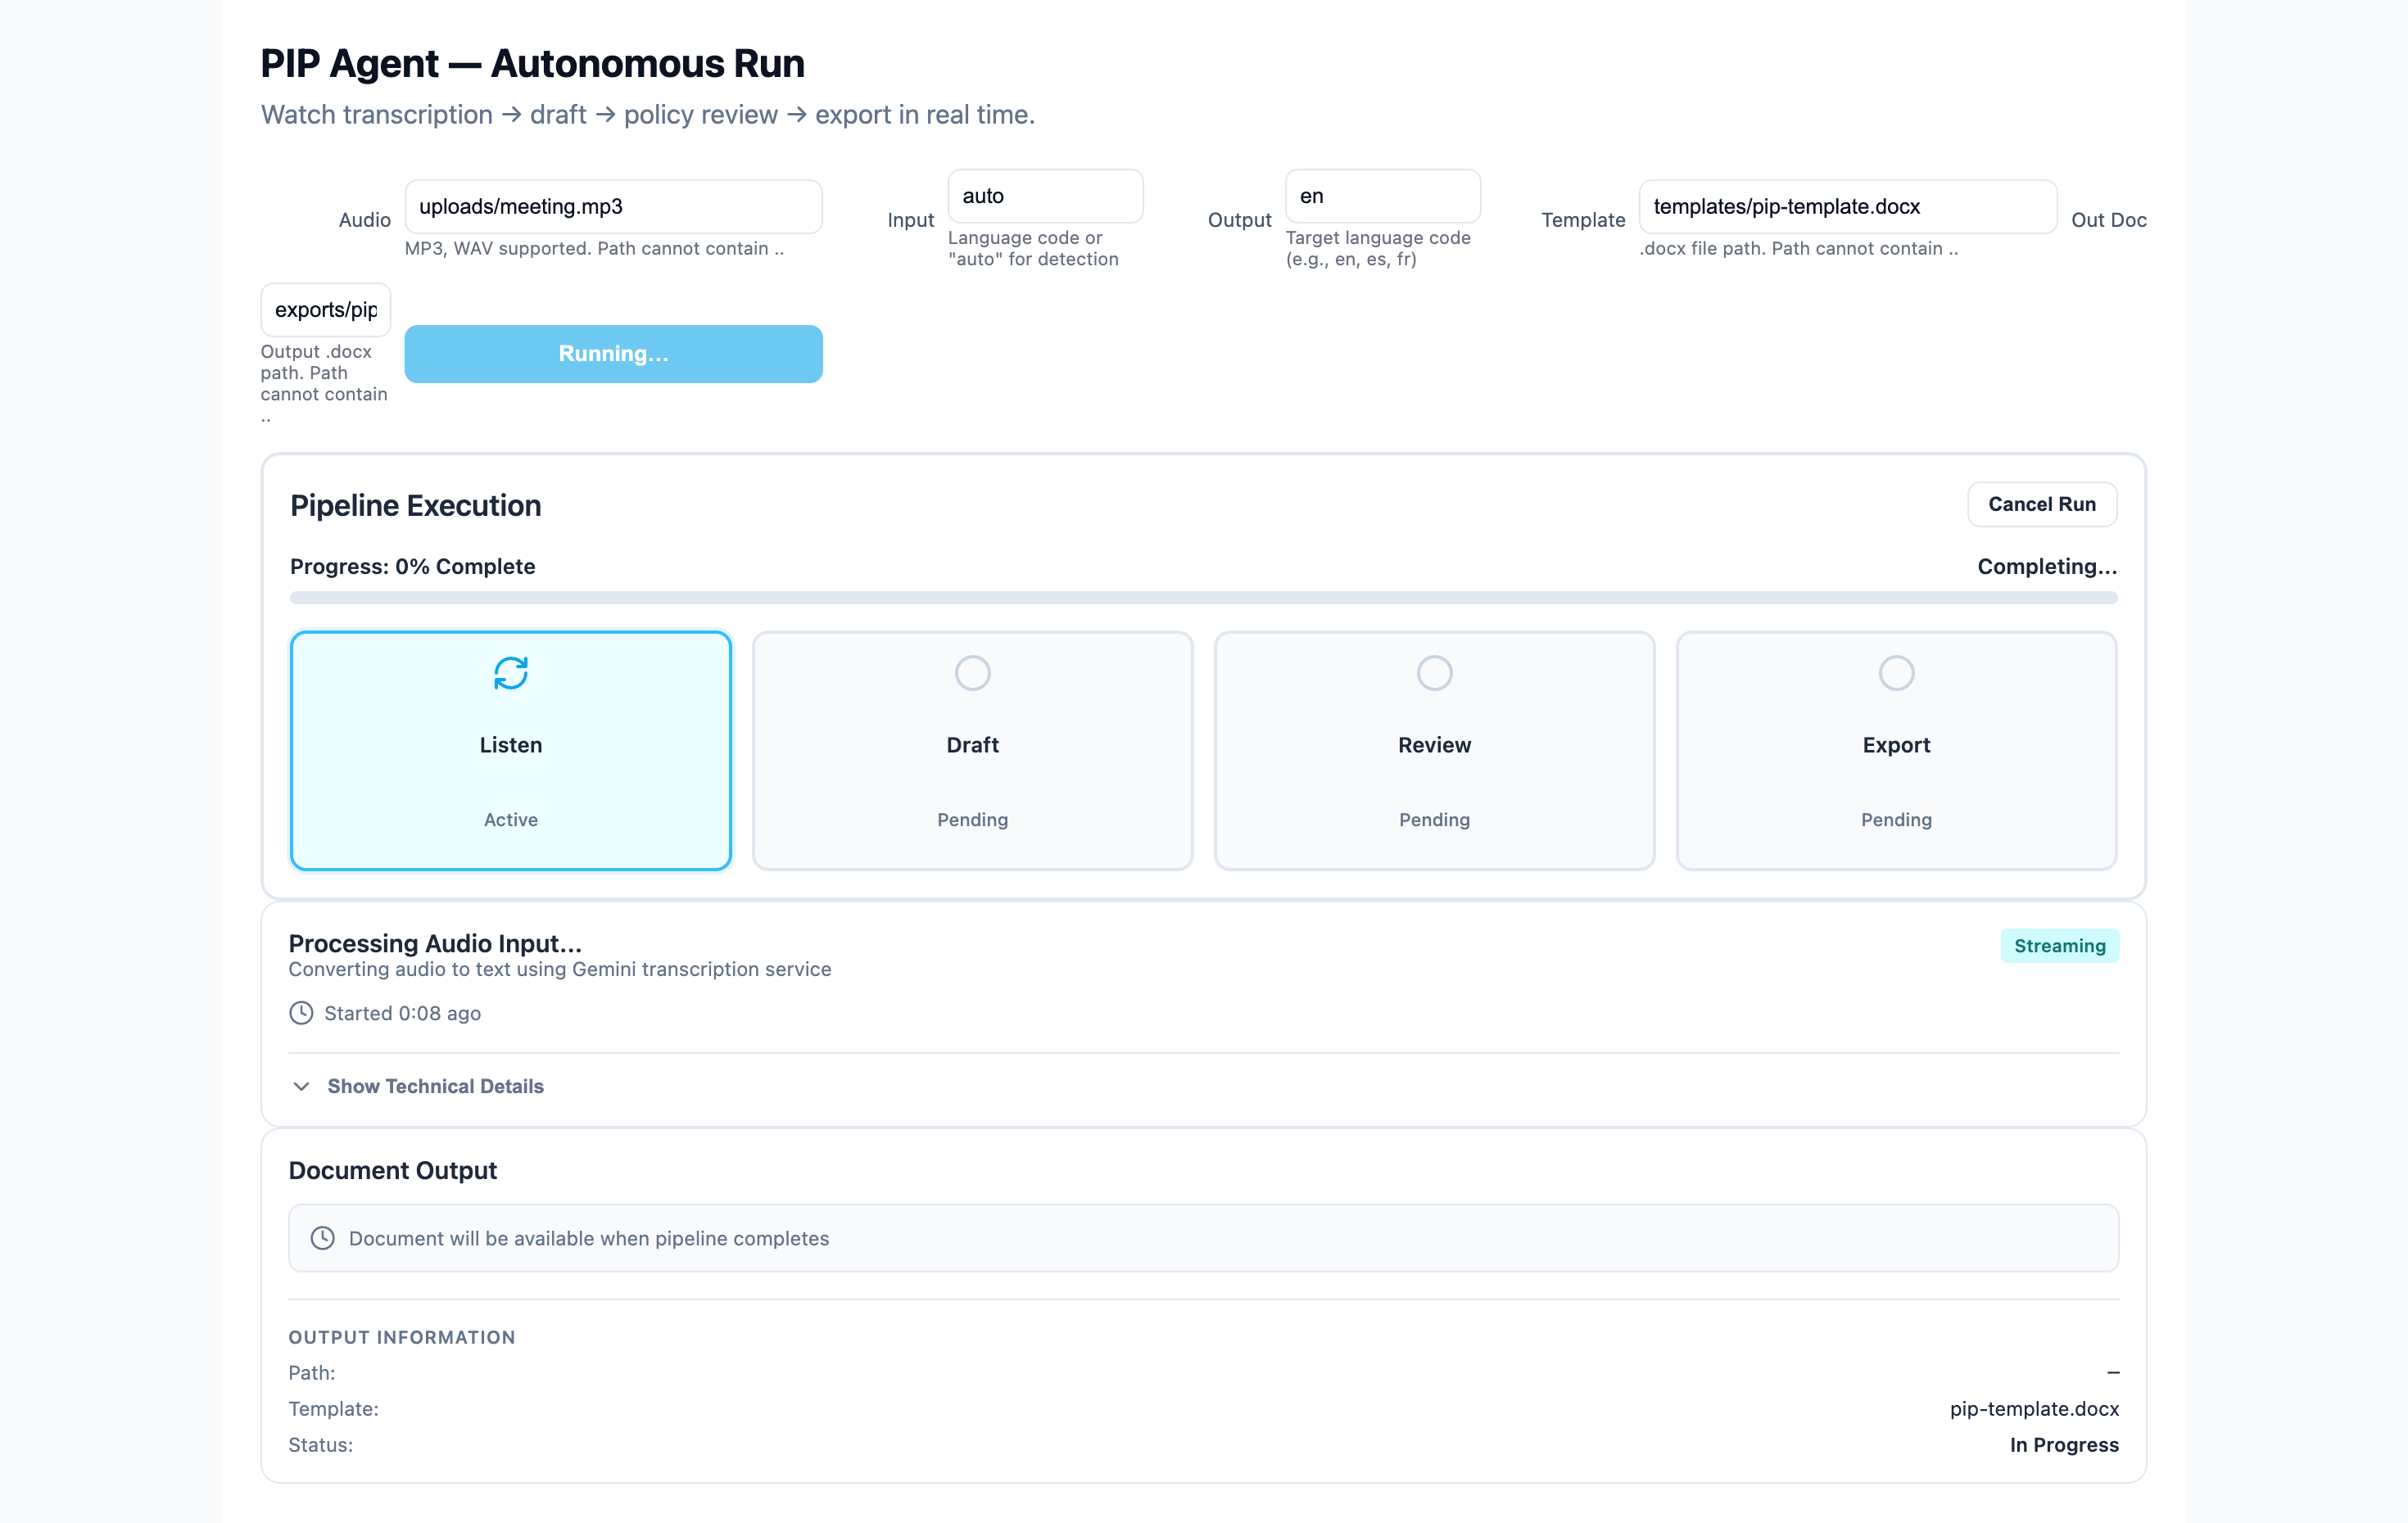 PIP Agent — Autonomous Run
Watch transcription → draft → policy review → export in real time.
Audio
uploads/meeting.mp3
MP3, WAV supported. Path cannot contain ..
Input
auto
Language code or
"auto" for detection
Output
en
Target language code
(e.g., en, es, fr)
Template
templates/pip-template.docx
.docx file path. Path cannot contain ..
Out Doc
exports/pip
Output .docx
path. Path
cannot contain
..
Running...
Pipeline Execution
Cancel Run
Progress: 0% Complete
Completing...
Listen
Active
Draft
Pending
Review
Pending
Export
Pending
Processing Audio Input...
Streaming
Converting audio to text using Gemini transcription service
Started 0:08 ago
Show Technical Details
Document Output
Document will be available when pipeline completes
OUTPUT INFORMATION
Path: —
Template: pip-template.docx
Status: In Progress